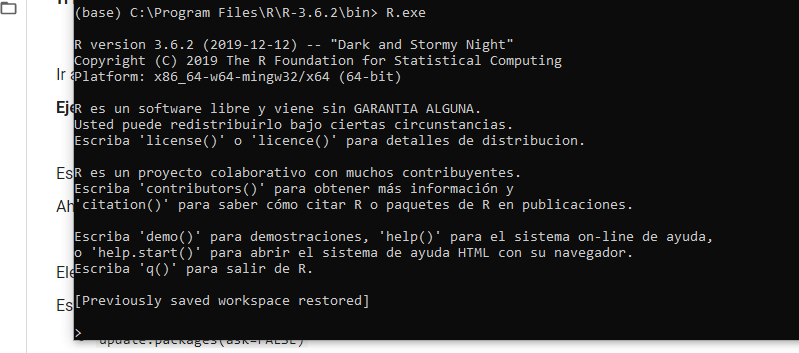 (base) C:\Program Files\R\R-3.6.2\bin> R.exe
R version 3.6.2 (2019-12-12) -- "Dark and Stormy Night"
Copyright (C) 2019 The R Foundation for Statistical Computing
Ir
Platform: x86_64-w64-mingw32/x64 (64-bit)
Eje
R es un software libre y viene sin GARANTIA ALGUNA.
Usted puede redistribuirlo bajo ciertas circunstancias.
Escriba 'license()' o 'licence()' para detalles de distribucion.
Es
R es un proyecto colaborativo con muchos contribuyentes.
Escriba 'contributors()' para obtener más información y
Ah
'citation()' para saber cómo citar R o paquetes de R en publicaciones.
Escriba 'demo()' para demostraciones, 'help()' para el sistema on-line de ayuda,
o 'help.start()' para abrir el sistema de ayuda HTML con su navegador.
Ele
Escriba 'q()' para salir de R.
Es
[Previously saved workspace restored]
>
update.packages(ask=FALSE)